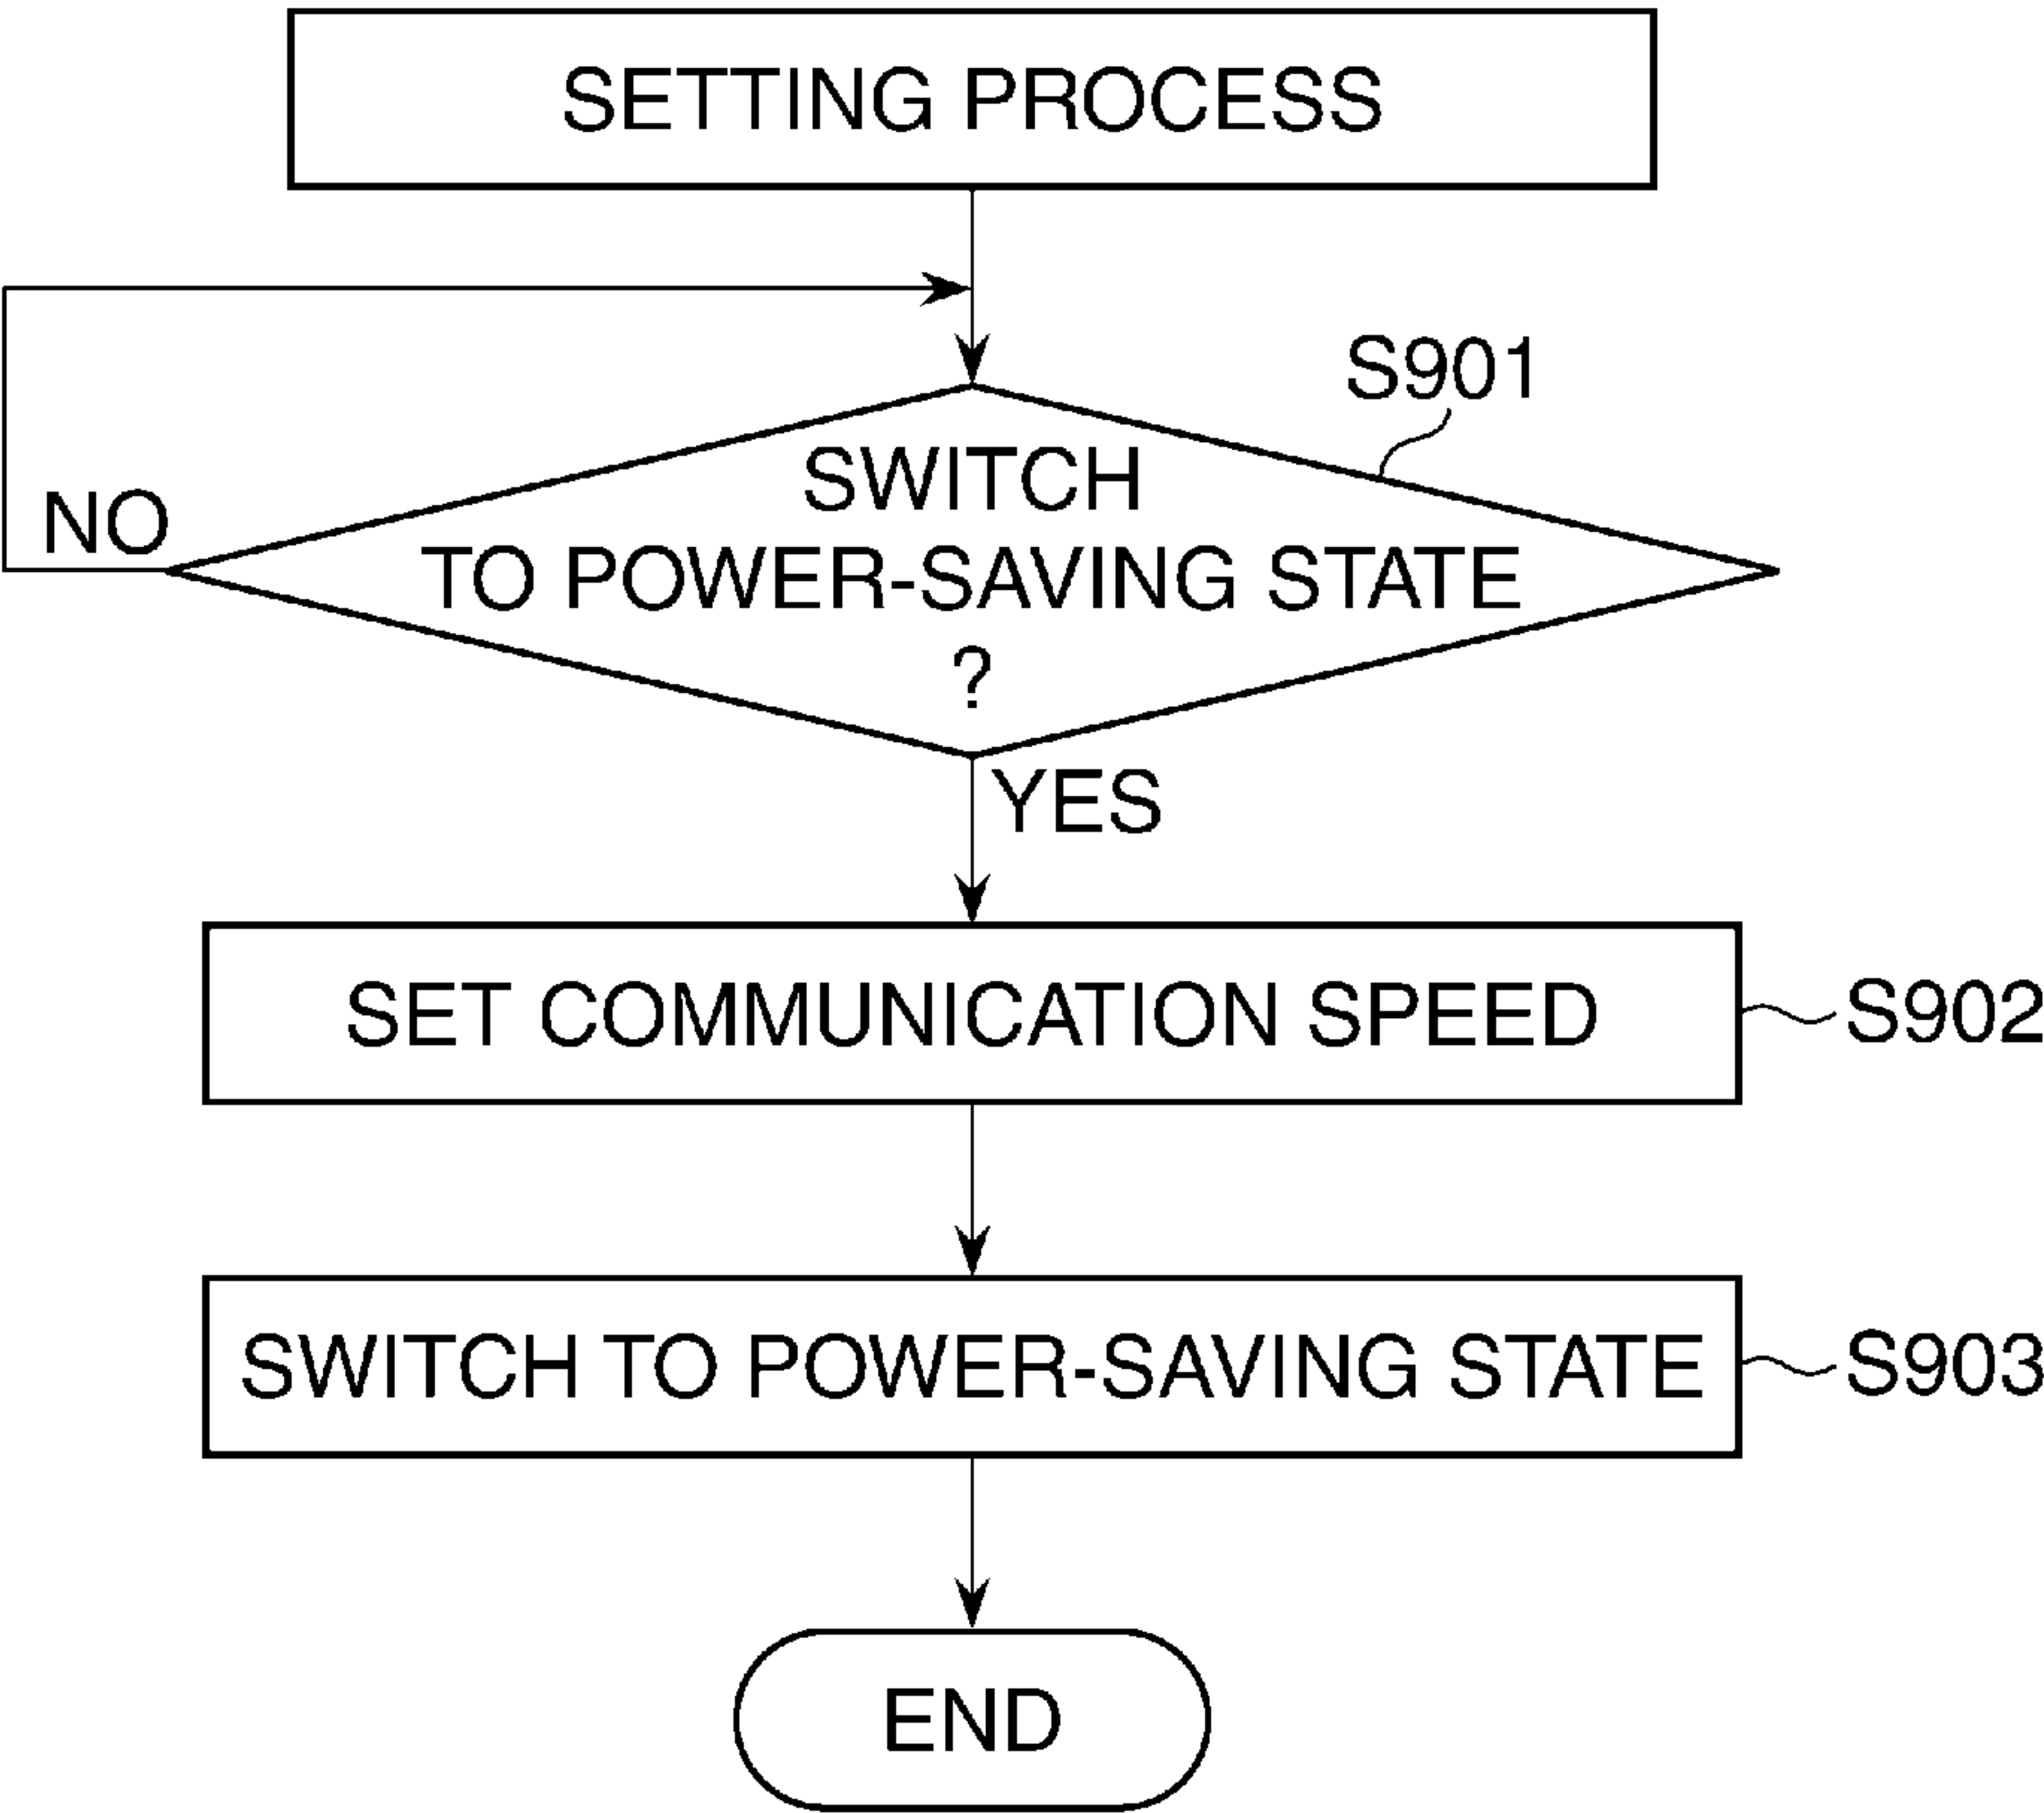 SETTING PROCESS
S901
SWITCH
TO POWER-SAVING STATE
?
NO
YES
SET COMMUNICATION SPEED
S902
SWITCH TO POWER-SAVING STATE
S903
END